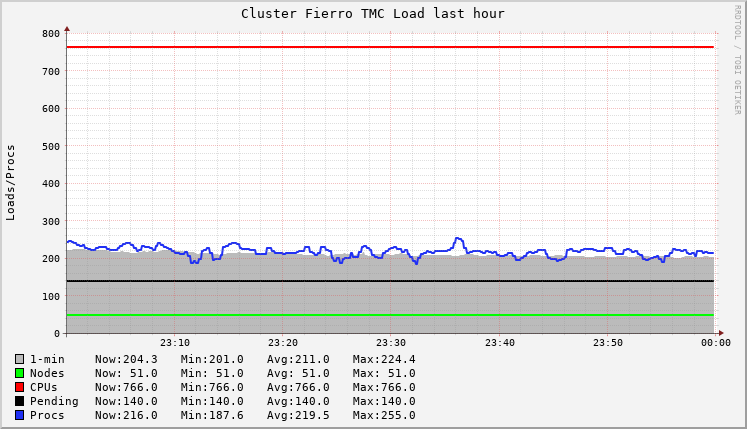 Cluster Fierro TMC Load last hour
RRDTOOL / TOBI OETIKER
Loads/Procs
800
700
600
500
400
300
200
100
0
23:10 23:20 23:30 23:40 23:50 00:00
1-min Now:204.3 Min:201.0 Avg:211.0 Max:224.4
Nodes Now: 51.0 Min: 51.0 Avg: 51.0 Max: 51.0
CPUs Now:766.0 Min:766.0 Avg:766.0 Max:766.0
Pending Now:140.0 Min:140.0 Avg:140.0 Max:140.0
Procs Now:216.0 Min:187.6 Avg:219.5 Max:255.0